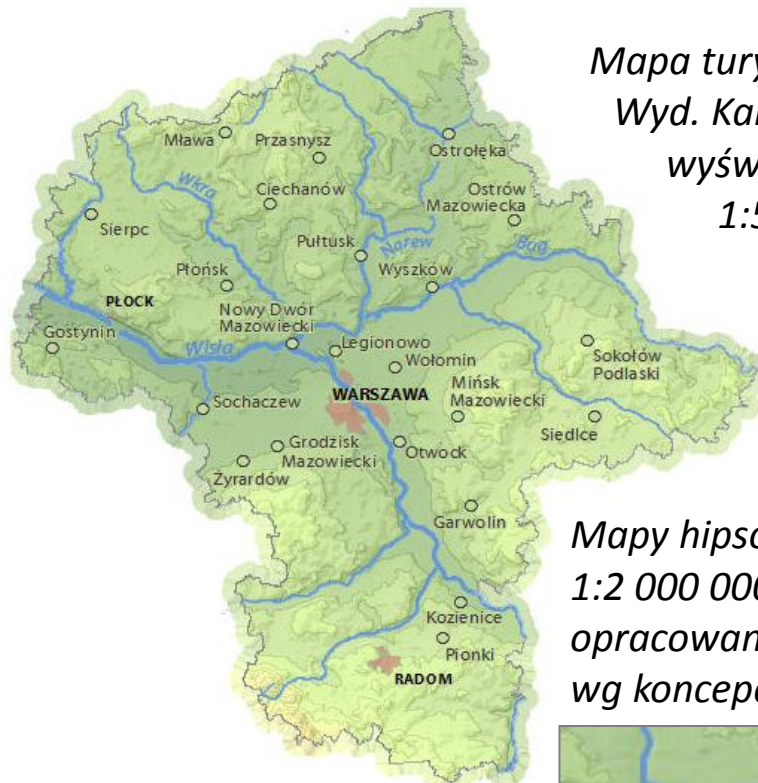 Mapa tury
Wyd. Kar
wyśw
1:5
Mława
Przasnysz
Ostrołęka
Wkra
Ciechanów
Ostrów
Mazowiecka
Sierpc
Pułtusk
Narew
Bug
Płońsk
Wyszków
PŁOCK
Nowy Dwór
Mazowiecki
Gostynin
Wisła
Legionowo
Wołomin
Sokołów
Podlaski
WARSZAWA
Mińsk
Mazowiecki
Sochaczew
Siedlce
Grodzisk
Mazowiecki
Otwock
Żyrardów
Garwolin
Mapy hipso
1:2 000 000
opracowan
wg koncepc
Kozienice
Pionki
RADOM